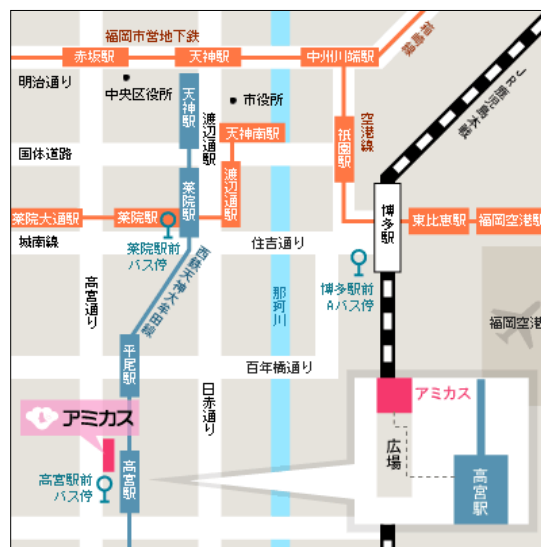 福岡市営地下鉄
箱崎線
赤坂駅
天神駅
中州川端駅
明治通り
中央区役所
天神駅
渡辺通駅
市役所
天神南駅
空港線
祇園駅
JR鹿児島本戦
国体道路
薬院駅
渡辺通駅
博多駅
薬院大通駅
薬院駅
東比恵駅
福岡空港駅
城南線
薬院駅前
バス停
住吉通り
西鉄天神大牟田線
高宮通り
那珂川
博多駅前
Aバス停
福岡空港
平尾駅
百年橋通り
日赤通り
アミカス
アミカス
広場
高宮駅
高宮駅前
バス停
高宮駅